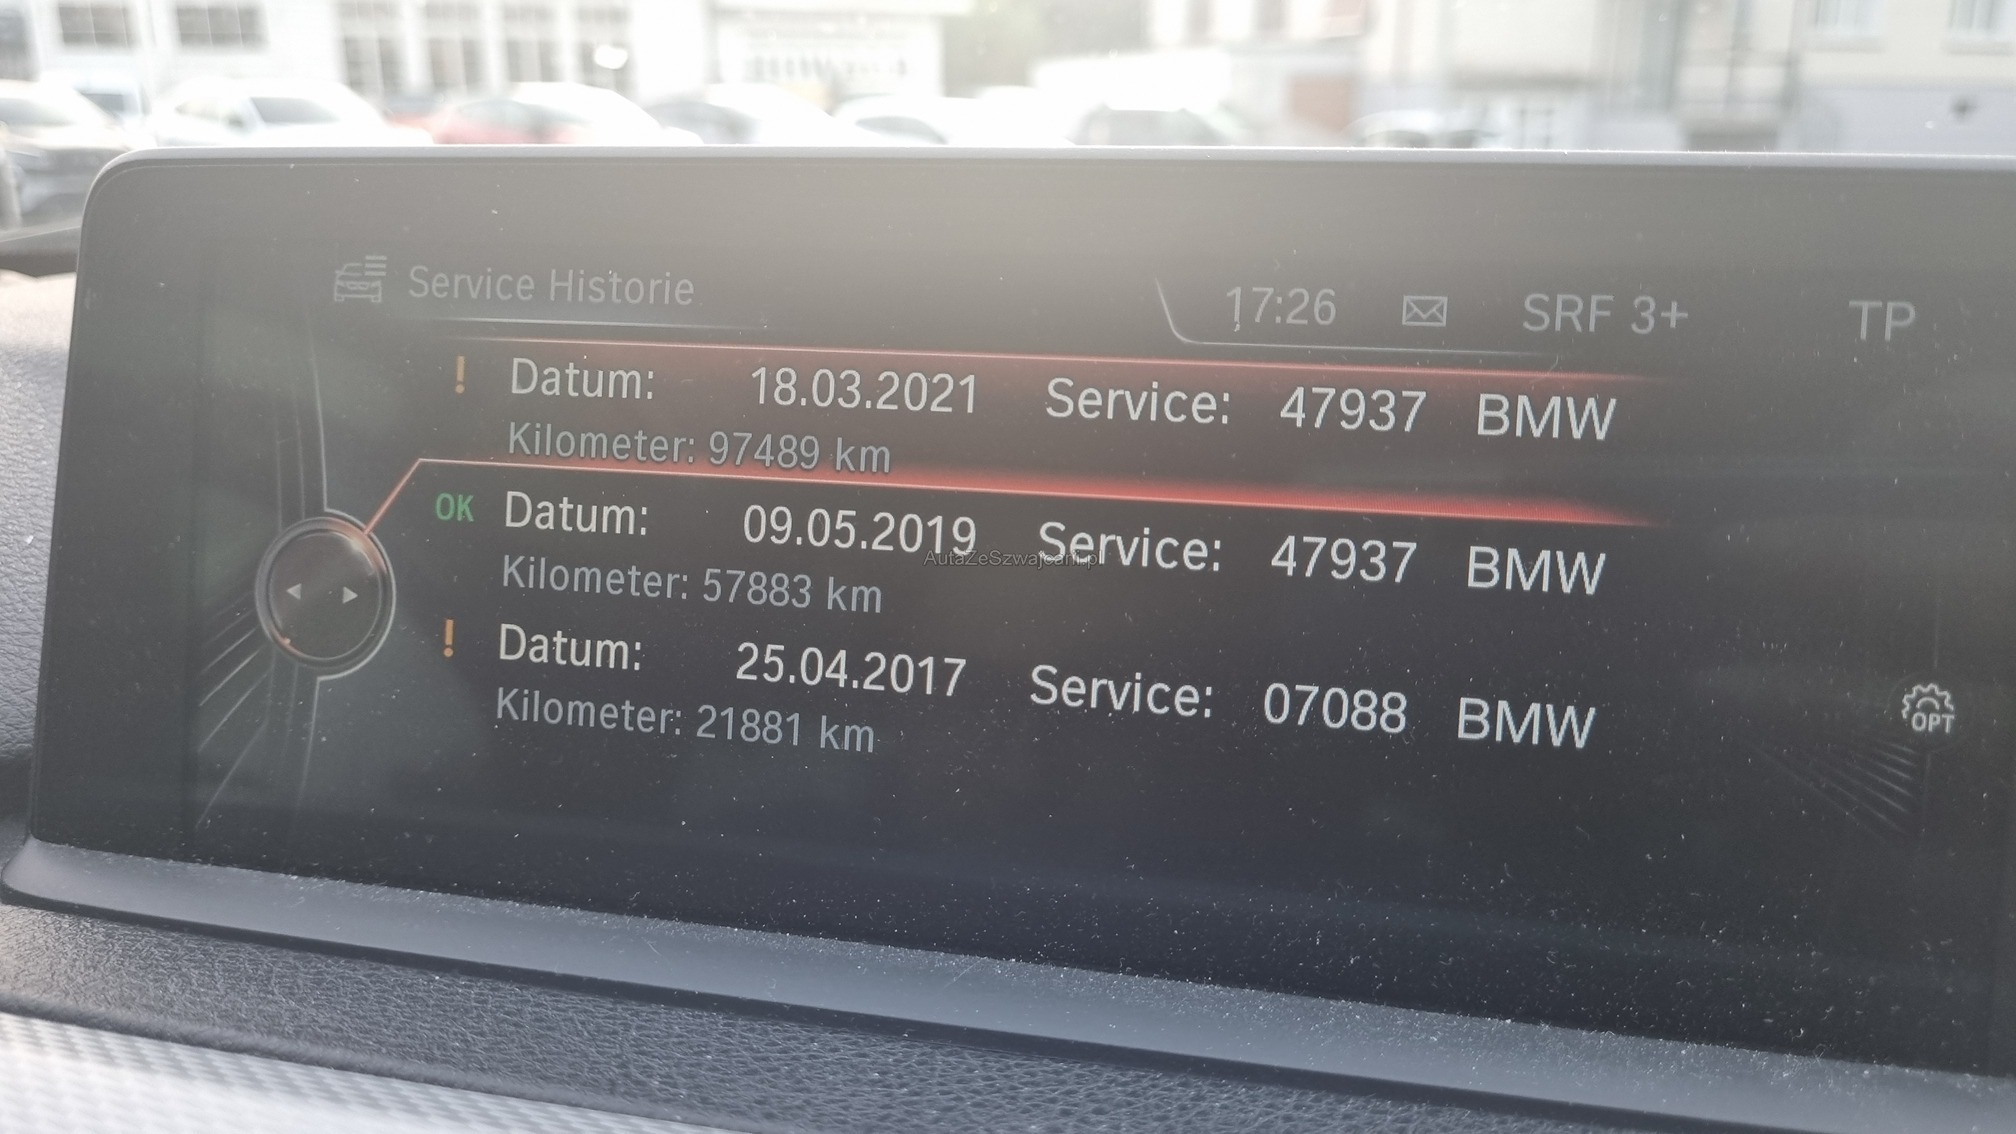 Service Historie 17:26 SRF 3+ TP
! Datum: 18.03.2021 Service: 47937 BMW
Kilometer: 97489 km
OK Datum: 09.05.2019 Service: 47937 BMW
AutaZeSzwajcarii.pl
Kilometer: 57883 km
! Datum: 25.04.2017 Service: 07088 BMW
Kilometer: 21881 km
OPT